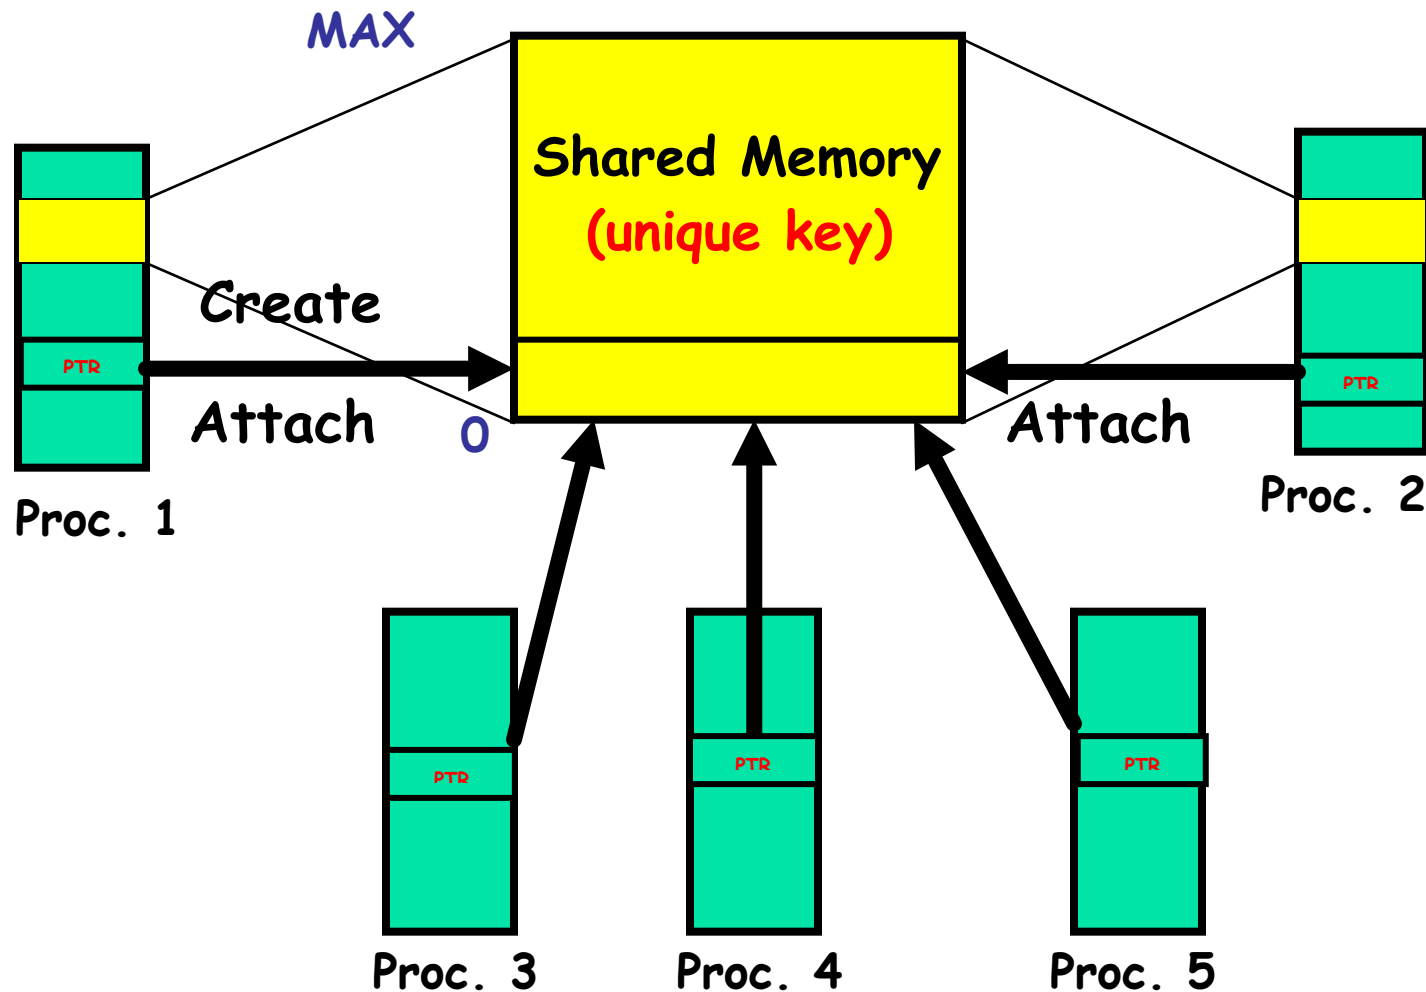 MAX
Shared Memory
(unique key)
Create
PTR
PTR
Attach
0
Attach
Proc. 1
Proc. 2
PTR
PTR
PTR
Proc. 3
Proc. 4
Proc. 5